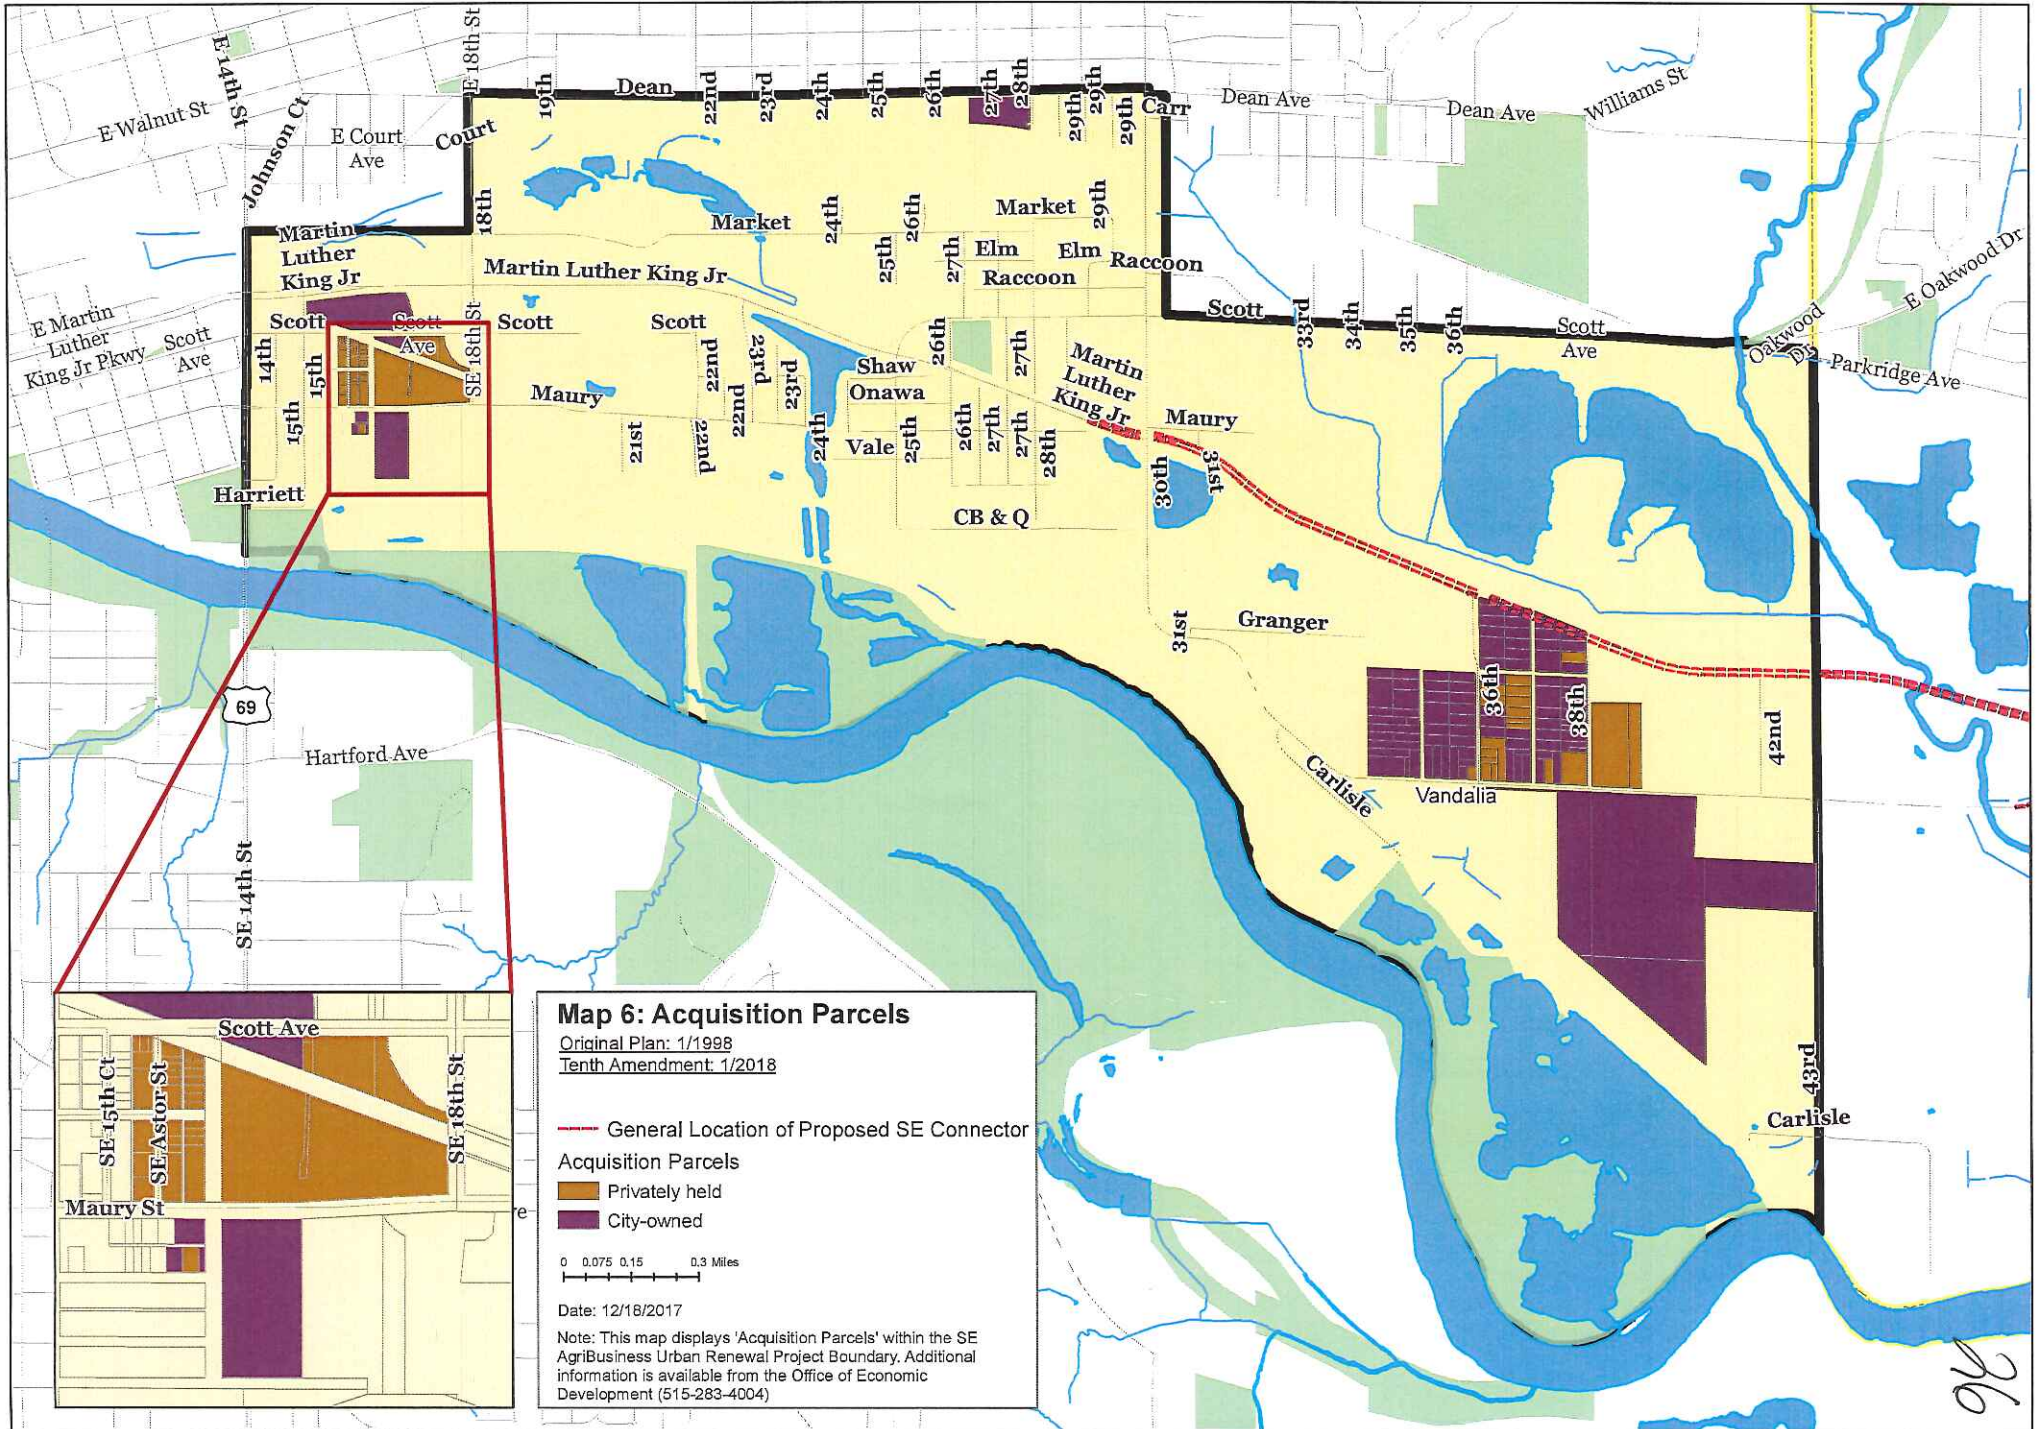 E 14th St
E 18th St
E Walnut St
Johnson Ct
E Court
Ave
Court
19th
Dean
22nd
23rd
24th
25th
26th
27th
28th
29th
29th
29th
Carr
Dean Ave
Dean Ave
Williams St
18th
Martin
Luther
King Jr
Market
24th
26th
Market
29th
25th
27th
Elm
Elm
Raccoon
Raccoon
Martin Luther King Jr
E Martin
Luther
King Jr Pkwy
Scott
Ave
Scott
Scott
Ave
SE 18th St
Scott
Scott
Scott
33rd
34th
35th
36th
Scott
Ave
Oakwood
Dr
E Oakwood Dr
Parkridge Ave
14th
15th
15th
Maury
22nd
23rd
22nd
23rd
21st
22nd
24th
Shaw
Onawa
Vale
25th
26th
26th
27th
27th
27th
28th
Martin
Luther
King Jr
Maury
30th
31st
Harriett
CB & Q
31st
Granger
36th
38th
42nd
69
Hartford Ave
Carlisle
Vandalia
SE 14th St
43rd
Carlisle
Scott Ave
SE 15th Ct
SE Astor St
SE 18th St
Maury St
re
Map 6: Acquisition Parcels
Original Plan: 1/1998
Tenth Amendment: 1/2018
General Location of Proposed SE Connector
Acquisition Parcels
Privately held
City-owned
0 0.075 0.15 0.3 Miles
Date: 12/18/2017
Note: This map displays 'Acquisition Parcels' within the SE
AgriBusiness Urban Renewal Project Boundary. Additional
information is available from the Office of Economic
Development (515-283-4004)